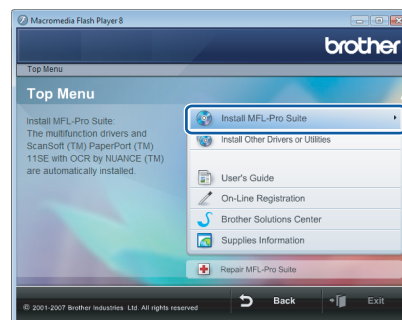 Macromedia Flash Player 8
brother
Top Menu
Top Menu
Install MFL-Pro Suite:
The multifunction drivers and
ScanSoft (TM) PaperPort (TM)
11SE with OCR by NUANCE (TM)
are automatically installed.
Install MFL-Pro Suite
Install Other Drivers or Utilities
User's Guide
On-Line Registration
Brother Solutions Center
Supplies Information
Repair MFL-Pro Suite
© 2001-2007 Brother Industries Ltd. All rights reserved
Back
Exit